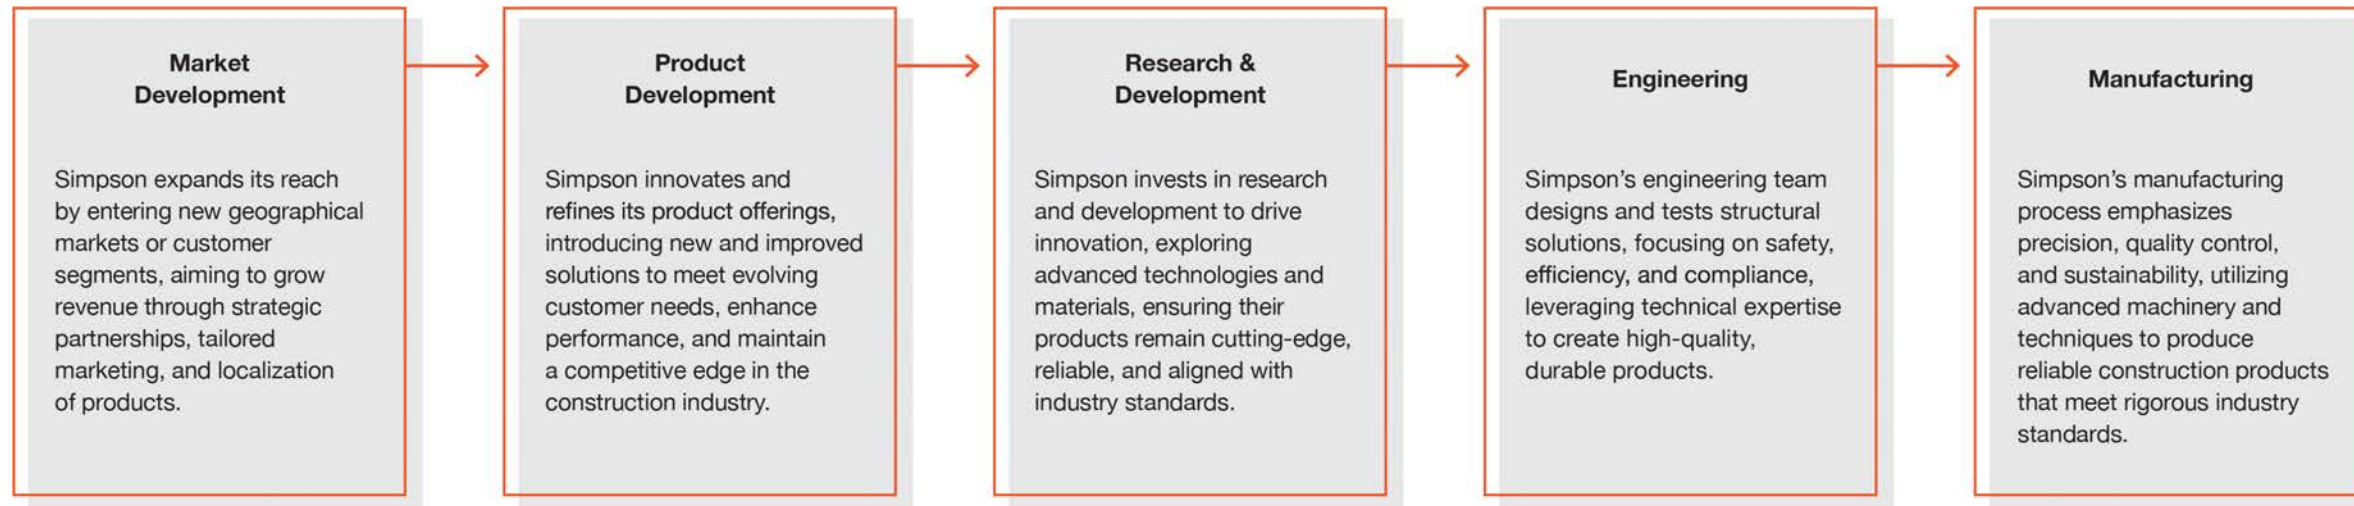 Market
Development
Simpson expands its reach
by entering new geographical
markets or customer
segments, aiming to grow
revenue through strategic
partnerships, tailored
marketing, and localization
of products.
Product
Development
Simpson innovates and
refines its product offerings,
introducing new and improved
solutions to meet evolving
customer needs, enhance
performance, and maintain
a competitive edge in the
construction industry.
Research &
Development
Simpson invests in research
and development to drive
innovation, exploring
advanced technologies and
materials, ensuring their
products remain cutting-edge,
reliable, and aligned with
industry standards.
Engineering
Simpson’s engineering team
designs and tests structural
solutions, focusing on safety,
efficiency, and compliance,
leveraging technical expertise
to create high-quality,
durable products.
Manufacturing
Simpson’s manufacturing
process emphasizes
precision, quality control,
and sustainability, utilizing
advanced machinery and
techniques to produce
reliable construction products
that meet rigorous industry
standards.